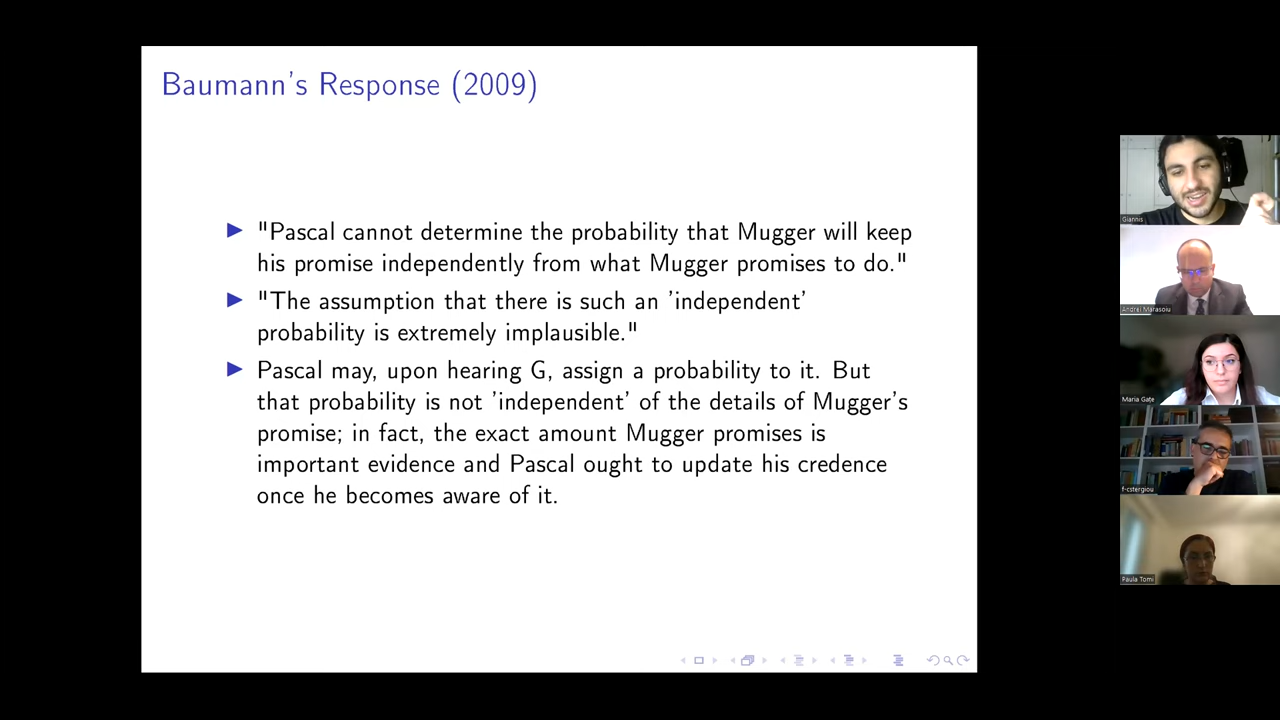 Baumann's Response (2009)
▶ "Pascal cannot determine the probability that Mugger will keep
his promise independently from what Mugger promises to do."
▶ "The assumption that there is such an 'independent'
probability is extremely implausible."
▶ Pascal may, upon hearing G, assign a probability to it. But
that probability is not 'independent' of the details of Mugger's
promise; in fact, the exact amount Mugger promises is
important evidence and Pascal ought to update his credence
once he becomes aware of it.
Giannis
Andrei Marasoiu
Maria Gate
f-cstergiou
Paula Tomi